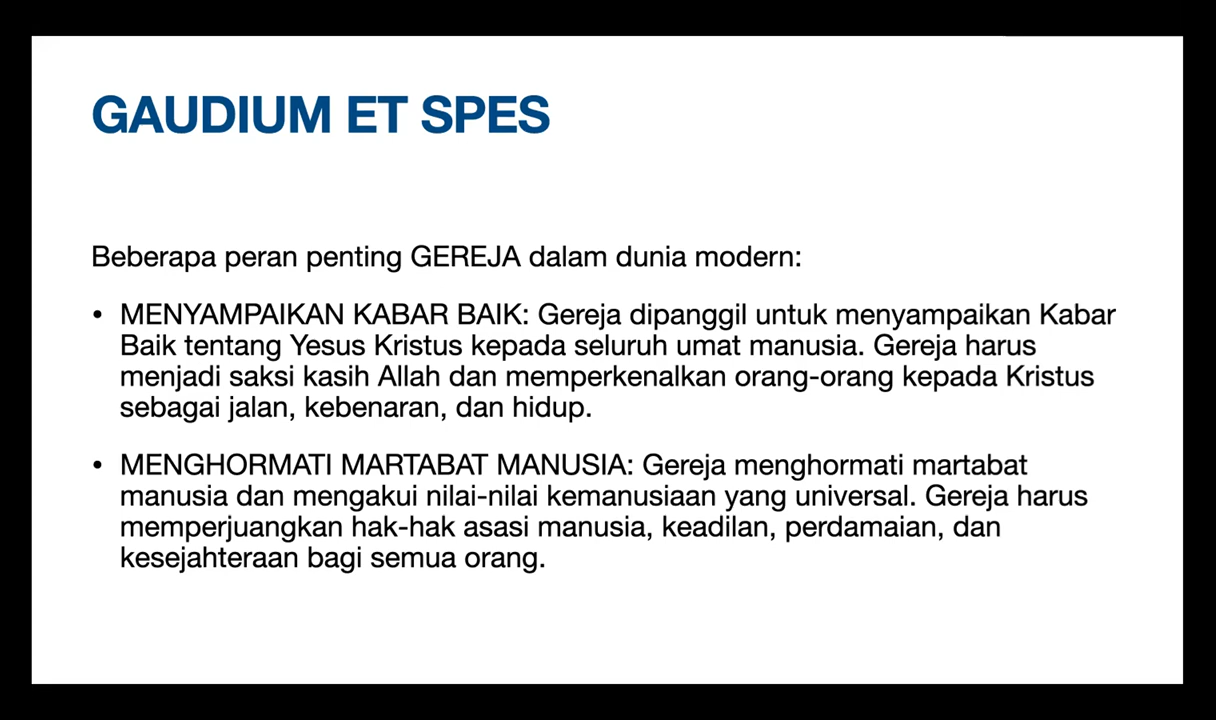 GAUDIUM ET SPES
Beberapa peran penting GEREJA dalam dunia modern:
• MENYAMPAIKAN KABAR BAIK: Gereja dipanggil untuk menyampaikan Kabar
Baik tentang Yesus Kristus kepada seluruh umat manusia. Gereja harus
menjadi saksi kasih Allah dan memperkenalkan orang-orang kepada Kristus
sebagai jalan, kebenaran, dan hidup.
• MENGHORMATI MARTABAT MANUSIA: Gereja menghormati martabat
manusia dan mengakui nilai-nilai kemanusiaan yang universal. Gereja harus
memperjuangkan hak-hak asasi manusia, keadilan, perdamaian, dan
kesejahteraan bagi semua orang.